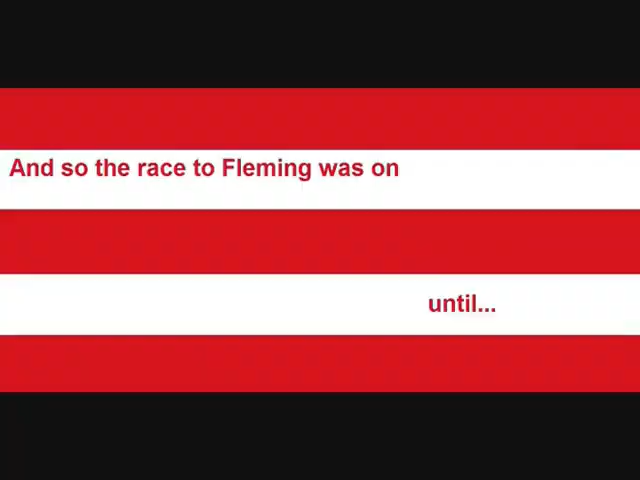 And so the race to Fleming was on
until...